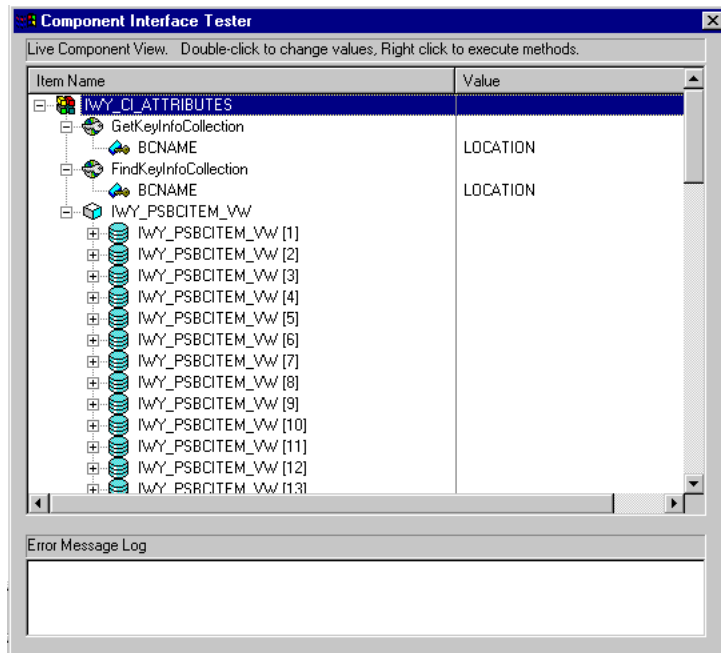 Component Interface Tester
Live Component View.   Double-click to change values, Right click to execute methods.
Item Name Value
IWY_CI_ATTRIBUTES
GetKeyInfoCollection
BCNAME LOCATION
FindKeyInfoCollection
BCNAME LOCATION
IWY_PSBCITEM_VW
IWY_PSBCITEM_VW [1]
IWY_PSBCITEM_VW [2]
IWY_PSBCITEM_VW [3]
IWY_PSBCITEM_VW [4]
IWY_PSBCITEM_VW [5]
IWY_PSBCITEM_VW [6]
IWY_PSBCITEM_VW [7]
IWY_PSBCITEM_VW [8]
IWY_PSBCITEM_VW [9]
IWY_PSBCITEM_VW [10]
IWY_PSBCITEM_VW [11]
IWY_PSBCITEM_VW [12]
IWY_PSBCITEM_VW [13]
Error Message Log